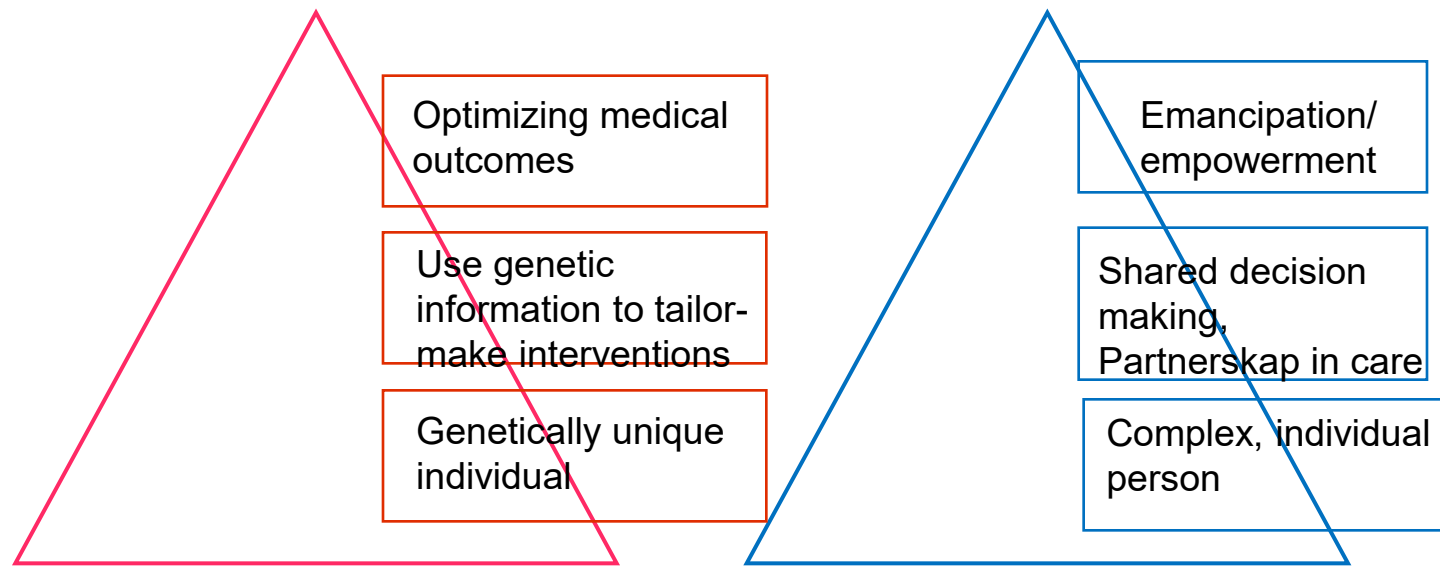 Optimizing medical
outcomes
Use genetic
information to tailor-
make interventions
Genetically unique
individual
Emancipation/
empowerment
Shared decision
making,
Partnerskap in care
Complex, individual
person